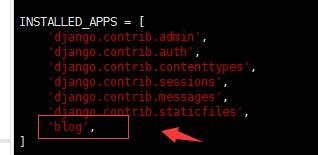 INSTALLED_APPS = [
'django.contrib.admin',
'django.contrib.auth',
'django.contrib.contenttypes',
'django.contrib.sessions',
'django.contrib.messages',
'django.contrib.staticfiles',
'blog',
]